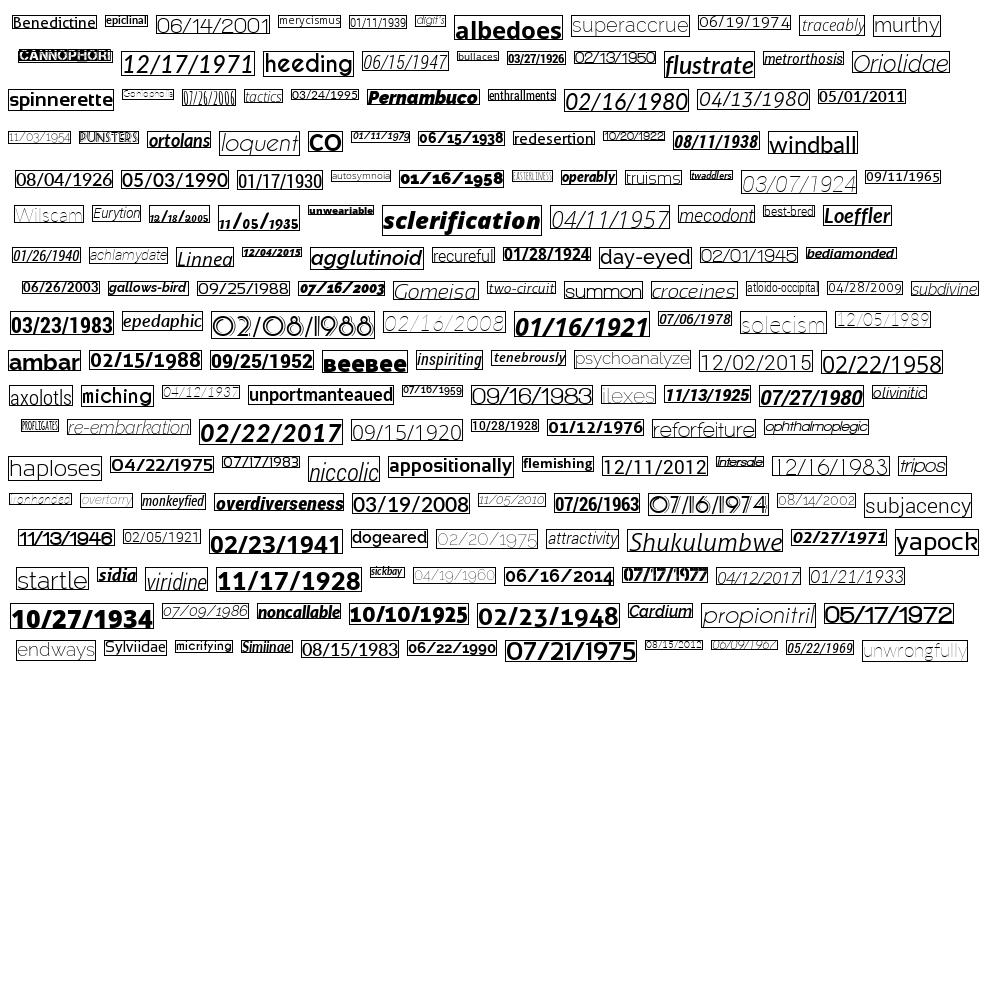 Benedictine epiclinal 06/14/2001 merycismus 01/11/1939 digit's albedoes superaccrue 06/19/1974 traceably murthy
CANNOPHORI 12/17/1971 heeding 06/15/1947 bullaces 03/27/1926 02/13/1950 flustrate metrorthosis Oriolidae
spinnerette 07/26/2006 tactics 03/24/1995 Pernambuco enthrallments 02/16/1980 04/13/1980 05/01/2011
11/03/1954 PUNSTERS ortolans loquent CO 01/11/1979 06/15/1938 redesertion 10/20/1922 08/11/1938 windball
08/04/1926 05/03/1990 01/17/1930 autosymnoia 01/16/1958 EASTERLINESS operably truisms twaddlers 03/07/1924 09/11/1965
Wilscam Eurytion 12/18/2005 11/05/1935 unweariable sclerification 04/11/1957 mecodont best-bred Loeffler
01/26/1940 achlamydate Linnea 12/04/2015 agglutinoid recureful 01/28/1924 day-eyed 02/01/1945 bediamonded
06/26/2003 gallows-bird 09/25/1988 07/16/2003 Gomeisa two-circuit summon croceines atloido-occipital 04/28/2009 subdivine
03/23/1983 epedaphic 02/08/1988 02/16/2008 01/16/1921 07/06/1978 solecism 12/05/1989
ambar 02/15/1988 09/25/1952 BEEBEE inspiriting tenebrously psychoanalyze 12/02/2015 02/22/1958
axolotls miching 04/12/1937 unportmanteaued 07/16/1959 09/16/1983 ilexes 11/13/1925 07/27/1980 olivinitic
PROFLIGATES re-embarkation 02/22/2017 09/15/1920 10/28/1928 01/12/1976 reforfeiture ophthalmoplegic
haploses 04/22/1975 07/17/1983 niccolic appositionally flemishing 12/11/2012 Intersale 12/16/1983 tripos
overtarry monkeyfied overdiverseness 03/19/2008 11/05/2010 07/26/1963 07/16/1974 08/14/2002 subjacency
11/13/1946 02/05/1921 02/23/1941 dogeared 02/20/1975 attractivity Shukulumbwe 02/27/1971 yapock
startle sidia viridine 11/17/1928 sickbay 04/19/1960 06/16/2014 07/17/1977 04/12/2017 01/21/1933
10/27/1934 07/09/1986 noncallable 10/10/1925 02/23/1948 Cardium propionitril 05/17/1972
endways Sylviidae micrifying Simiinae 08/15/1983 06/22/1990 07/21/1975 08/15/2012 06/09/1967 05/22/1969 unwrongfully